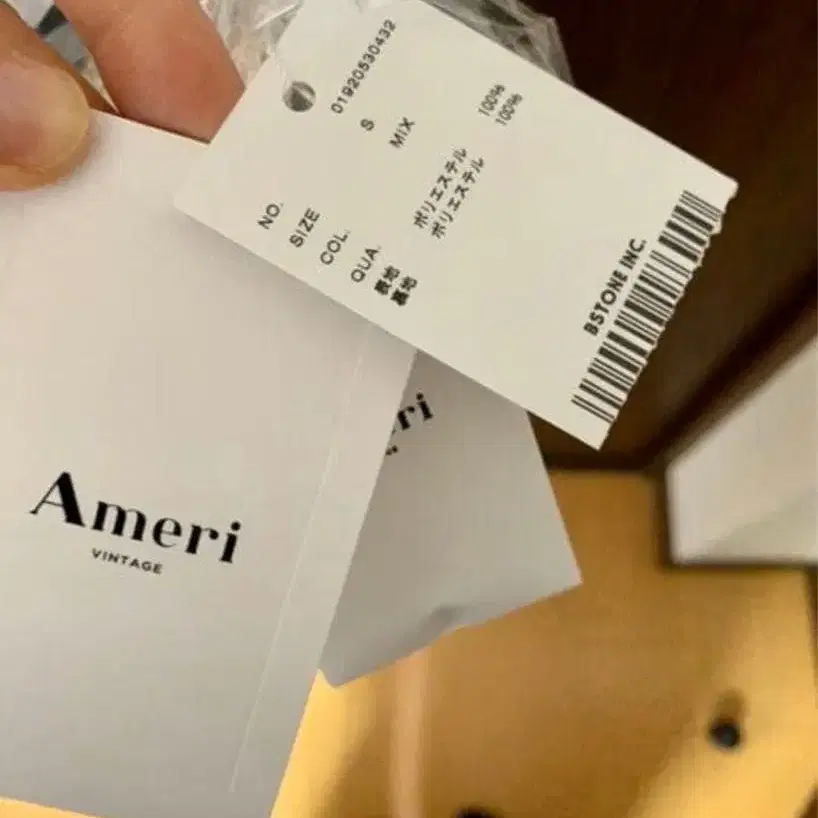 NO. 01920530432
SIZE S
COL. MIX
QUA.
表地 ポリエステル 100%
基地 ポリエステル 100%
BSTONE INC.
Ameri
VINTAGE
eri